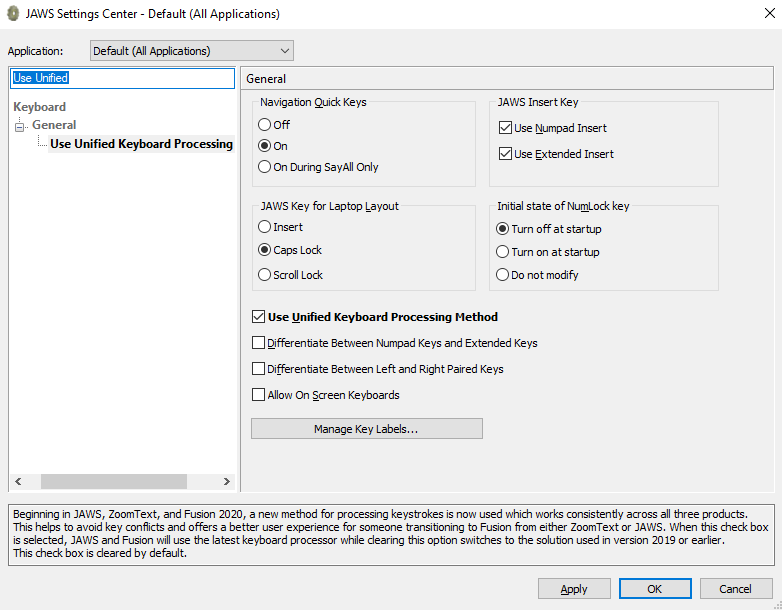 JAWS Settings Center - Default (All Applications)
Application: Default (All Applications)
Use Unified
Keyboard
General
Use Unified Keyboard Processing
General
Navigation Quick Keys
Off
On
On During SayAll Only
JAWS Insert Key
Use Numpad Insert
Use Extended Insert
JAWS Key for Laptop Layout
Insert
Caps Lock
Scroll Lock
Initial state of NumLock key
Turn off at startup
Turn on at startup
Do not modify
Use Unified Keyboard Processing Method
Differentiate Between Numpad Keys and Extended Keys
Differentiate Between Left and Right Paired Keys
Allow On Screen Keyboards
Manage Key Labels...
Beginning in JAWS, ZoomText, and Fusion 2020, a new method for processing keystrokes is now used which works consistently across all three products.
This helps to avoid key conflicts and offers a better user experience for someone transitioning to Fusion from either ZoomText or JAWS. When this check box
is selected, JAWS and Fusion will use the latest keyboard processor while clearing this option switches to the solution used in version 2019 or earlier.
This check box is cleared by default.
Apply OK Cancel